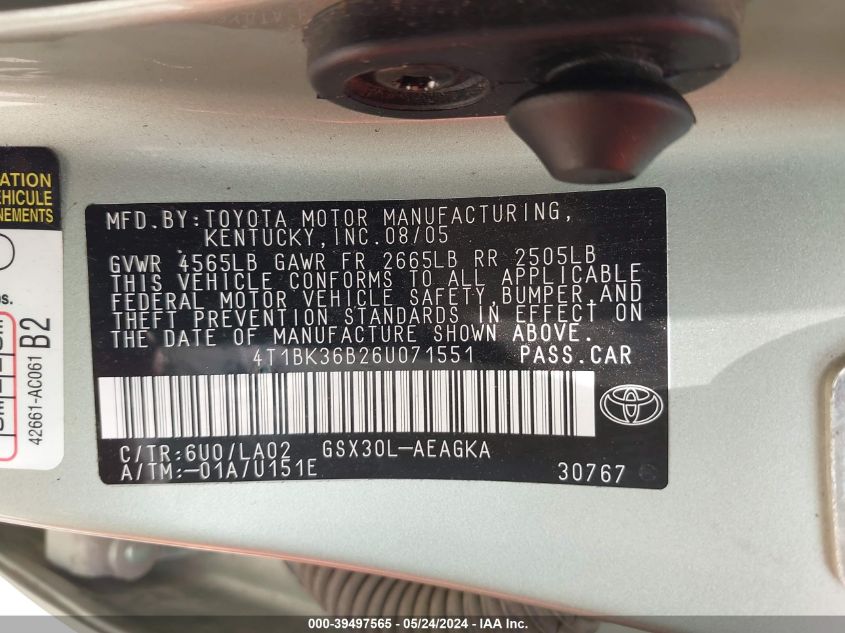 MFD.BY:TOYOTA MOTOR MANUFACTURING,
KENTUCKY,INC.08/05
GVWR 4565LB GAWR FR 2665LB RR 2505LB
THIS VEHICLE CONFORMS TO ALL APPLICABLE
FEDERAL MOTOR VEHICLE SAFETY,BUMPER,AND
THEFT PREVENTION STANDARDS IN EFFECT ON
THE DATE OF MANUFACTURE SHOWN ABOVE.
4T1BK36B26U071551 PASS.CAR
C/TR:6U0/LA02 GSX30L-AEAGKA
A/TM:-01A/U151E 30767
ATION
EHICULE
NEMENTS
os.
42661-AC061 B2
000-39497565 | 05/24/2024 - IAA Inc.